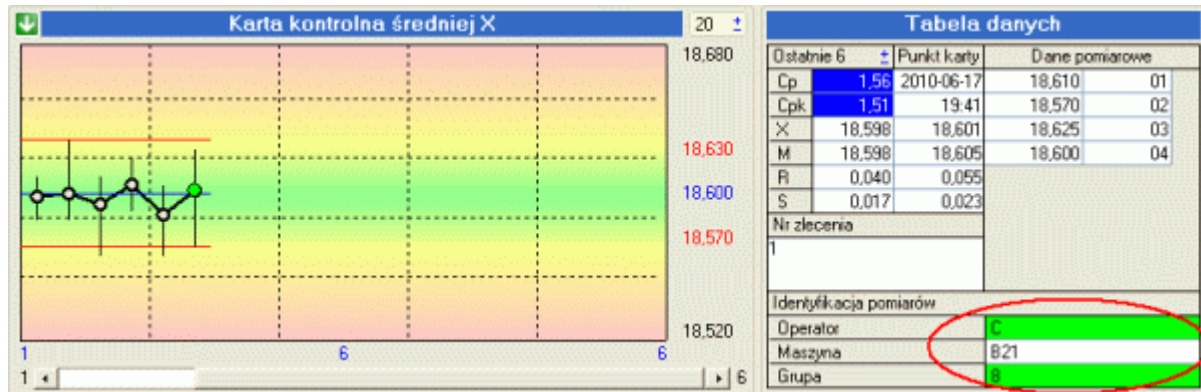 Karta kontrolna średniej X
20 ±
18,680
18,630
18,600
18,570
18,520
1 6 6
1 6
Tabela danych
Ostatnie 6 ± Punkt karty Dane pomiarowe
Cp 1,56 2010-06-17 18,610 01
Cpk 1,51 19:41 18,570 02
X 18,598 18,601 18,625 03
M 18,598 18,605 18,600 04
R 0,040 0,055
S 0,017 0,023
Nr zlecenia
1
Identyfikacja pomiarów
Operator C
Maszyna B21
Grupa 8